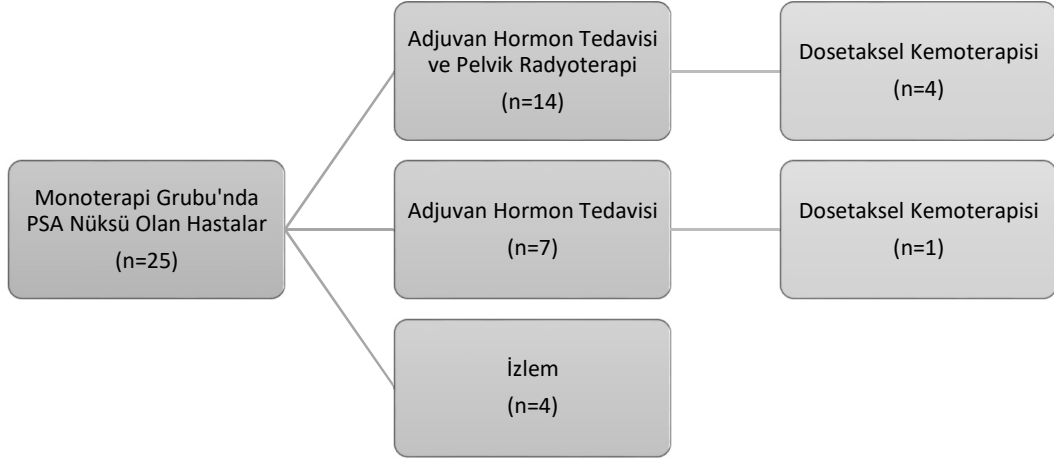 Monoterapi Grubu'nda
PSA Nüksü Olan Hastalar
(n=25)
Adjuvan Hormon Tedavisi
ve Pelvik Radyoterapi
(n=14)
Dosetaksel Kemoterapisi
(n=4)
Adjuvan Hormon Tedavisi
(n=7)
Dosetaksel Kemoterapisi
(n=1)
İzlem
(n=4)